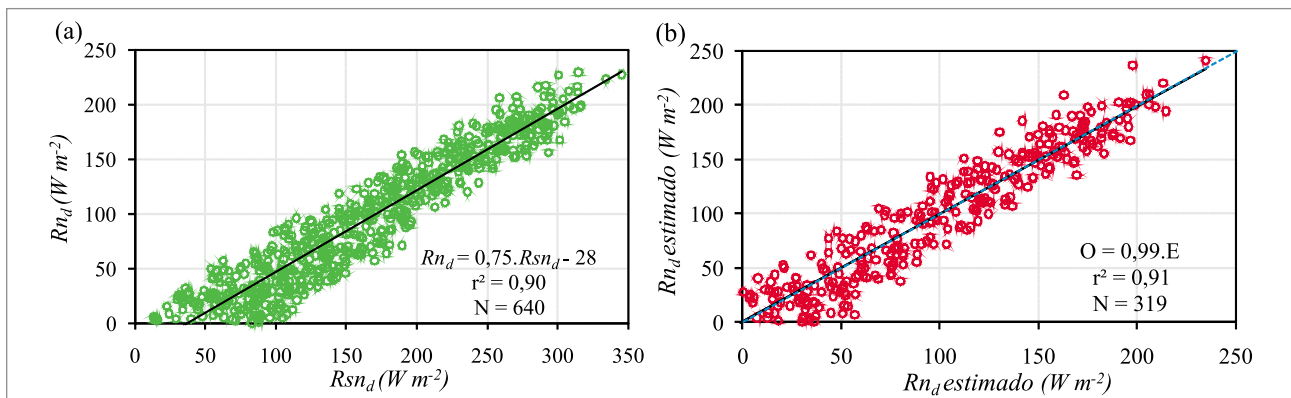 (a)
250
200
150
100
50
0
Rn_d (W m⁻²)
Rn_d = 0,75.Rsn_d - 28
r² = 0,90
N = 640
0 50 100 150 200 250 300 350
Rsn_d (W m⁻²)
(b)
250
200
150
100
50
0
Rn_d estimado (W m⁻²)
O = 0,99.E
r² = 0,91
N = 319
0 50 100 150 200 250
Rn_d estimado (W m⁻²)